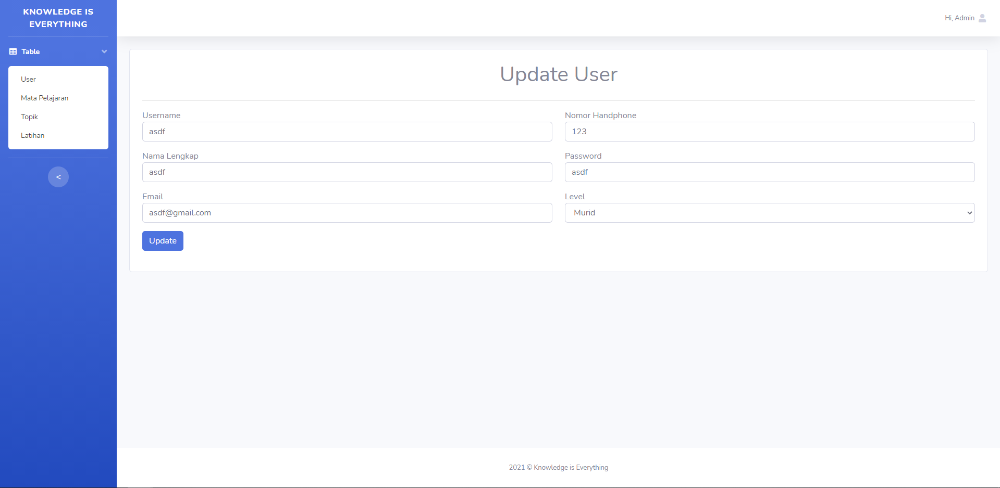 KNOWLEDGE IS
EVERYTHING
Table
User
Mata Pelajaran
Topik
Latihan
<
Hi, Admin
Update User
Username
asdf
Nomor Handphone
123
Nama Lengkap
asdf
Password
asdf
Email
asdf@gmail.com
Level
Murid
Update
2021 © Knowledge is Everything